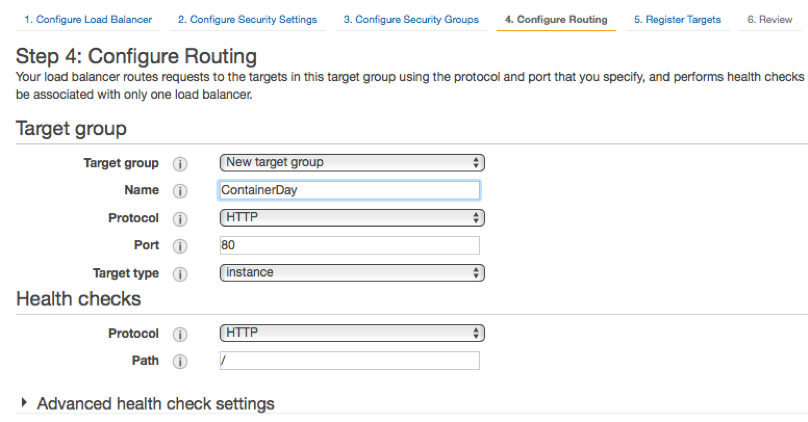 1. Configure Load Balancer 2. Configure Security Settings 3. Configure Security Groups 4. Configure Routing 5. Register Targets 6. Review
Step 4: Configure Routing
Your load balancer routes requests to the targets in this target group using the protocol and port that you specify, and performs health checks
be associated with only one load balancer.
Target group
Target group i New target group
Name i ContainerDay
Protocol i HTTP
Port i 80
Target type i instance
Health checks
Protocol i HTTP
Path i /
Advanced health check settings